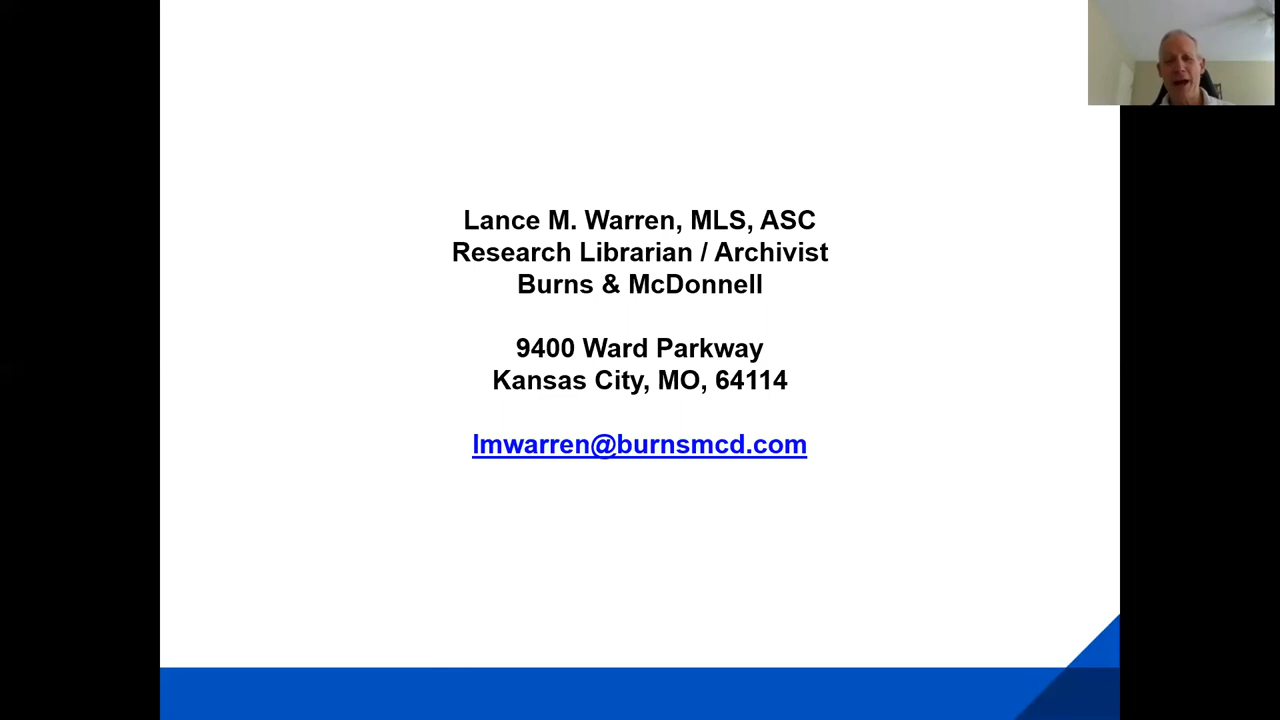 Lance M. Warren, MLS, ASC
Research Librarian / Archivist
Burns & McDonnell
9400 Ward Parkway
Kansas City, MO, 64114
lmwarren@burnsmcd.com